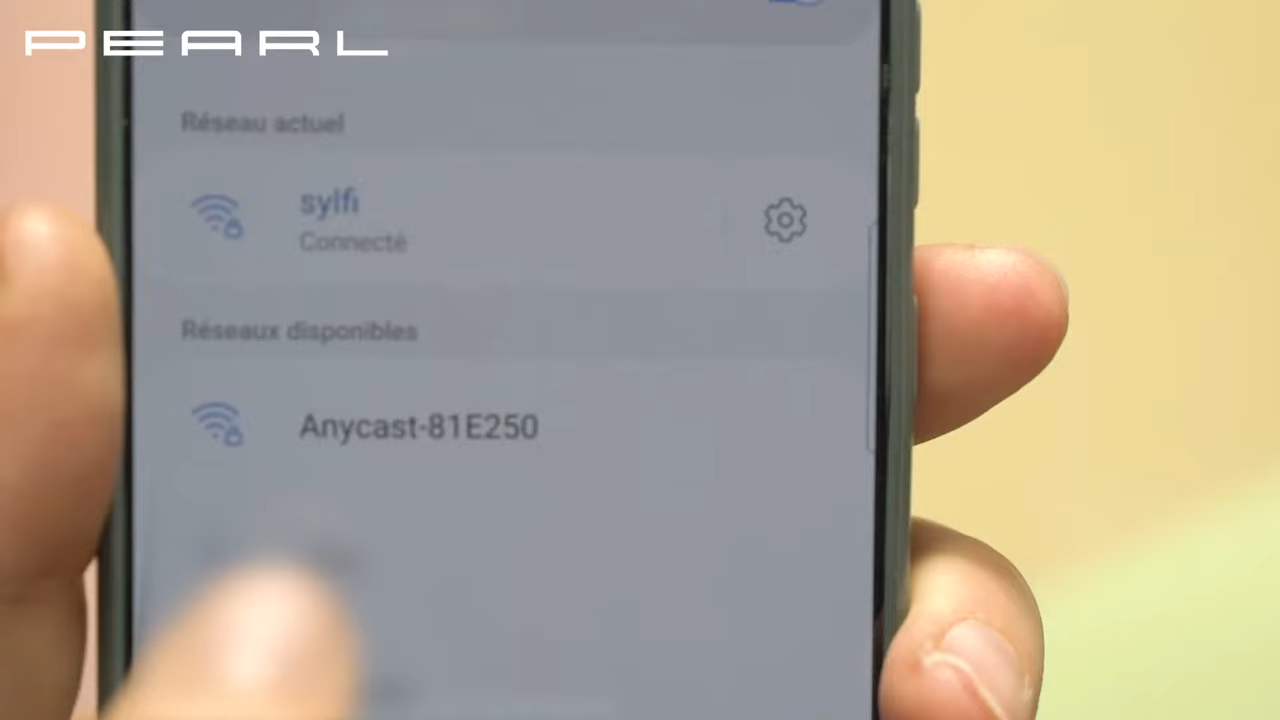 PEARL
Réseau actuel
sylfi
Connecté
Réseaux disponibles
Anycast-81E250